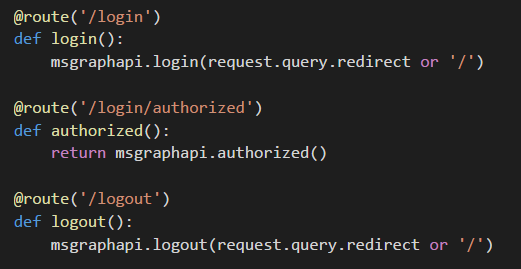 @route('/login')
def login():
    msgraphapi.login(request.query.redirect or '/')

@route('/login/authorized')
def authorized():
    return msgraphapi.authorized()

@route('/logout')
def logout():
    msgraphapi.logout(request.query.redirect or '/')